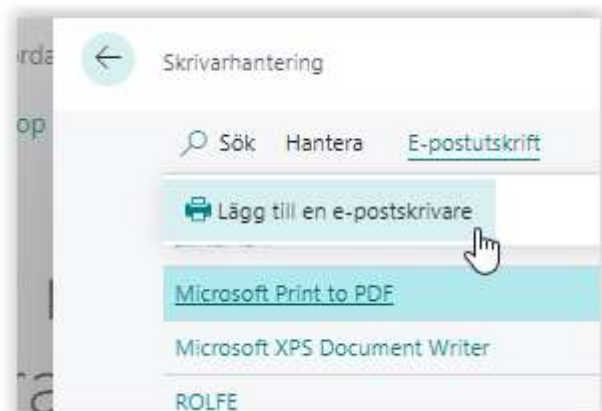 Skrivarhantering
Sök Hantera E-postutskrift
Lägg till en e-postskrivare
Microsoft Print to PDF
Microsoft XPS Document Writer
ROLFE